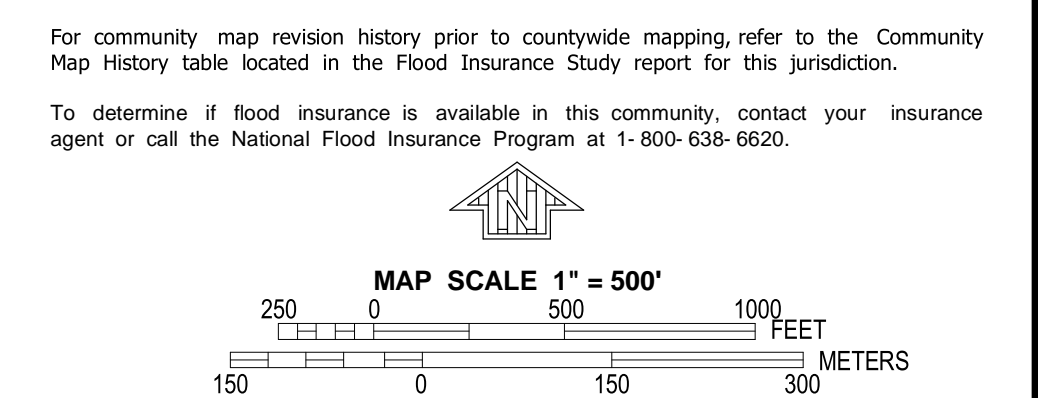 For community map revision history prior to countywide mapping, refer to the Community
Map History table located in the Flood Insurance Study report for this jurisdiction.
To determine if flood insurance is available in this community, contact your insurance
agent or call the National Flood Insurance Program at 1- 800- 638- 6620.
N
MAP SCALE 1" = 500'
250 0 500 1000
FEET
METERS
150 0 150 300